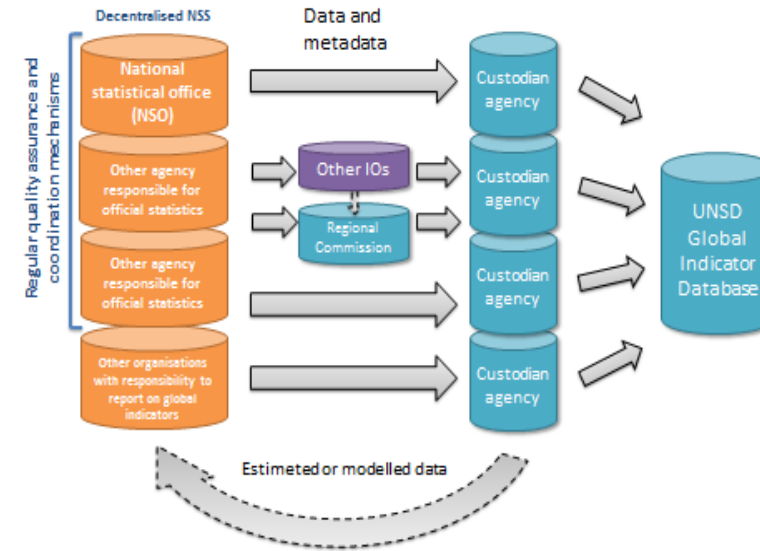 Decentralised NSS
Data and
metadata
Regular quality assurance and
coordination mechanisms
National
statistical office
(NSO)
Other agency
responsible for
official statistics
Other agency
responsible for
official statistics
Other organisations
with responsibility to
report on global
indicators
Other IOs
Regional
Commission
Custodian
agency
Custodian
agency
Custodian
agency
Custodian
agency
UNSD
Global
Indicator
Database
Estimeted or modelled data